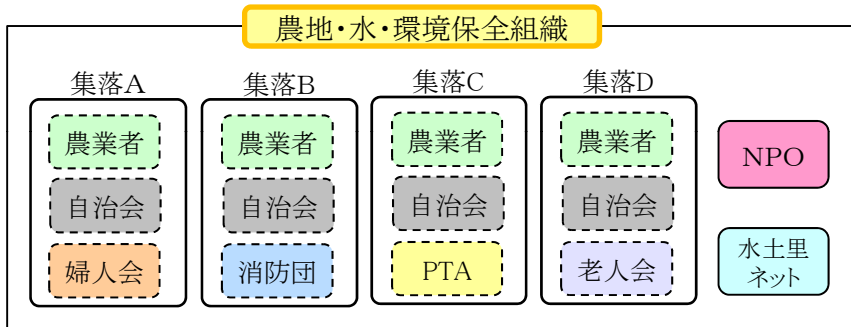 農地・水・環境保全組織
集落A
農業者
自治会
婦人会
集落B
農業者
自治会
消防団
集落C
農業者
自治会
PTA
集落D
農業者
自治会
老人会
NPO
水土里
ネット